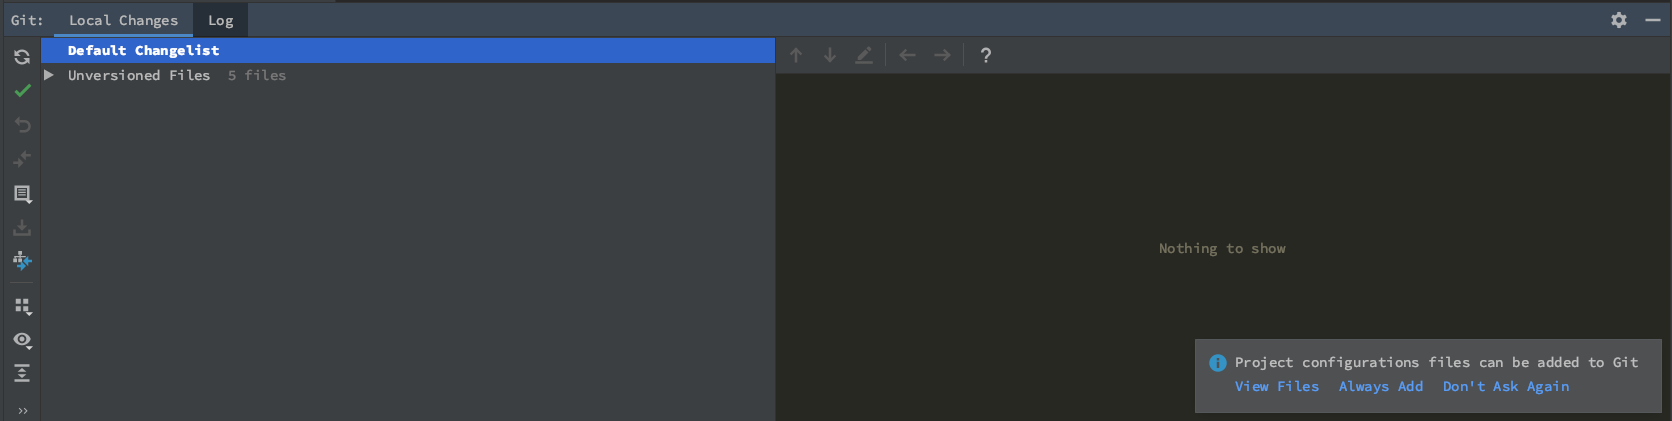 Git: Local Changes Log
Default Changelist
Unversioned Files 5 files
?
Nothing to show
Project configurations files can be added to Git
View Files Always Add Don't Ask Again